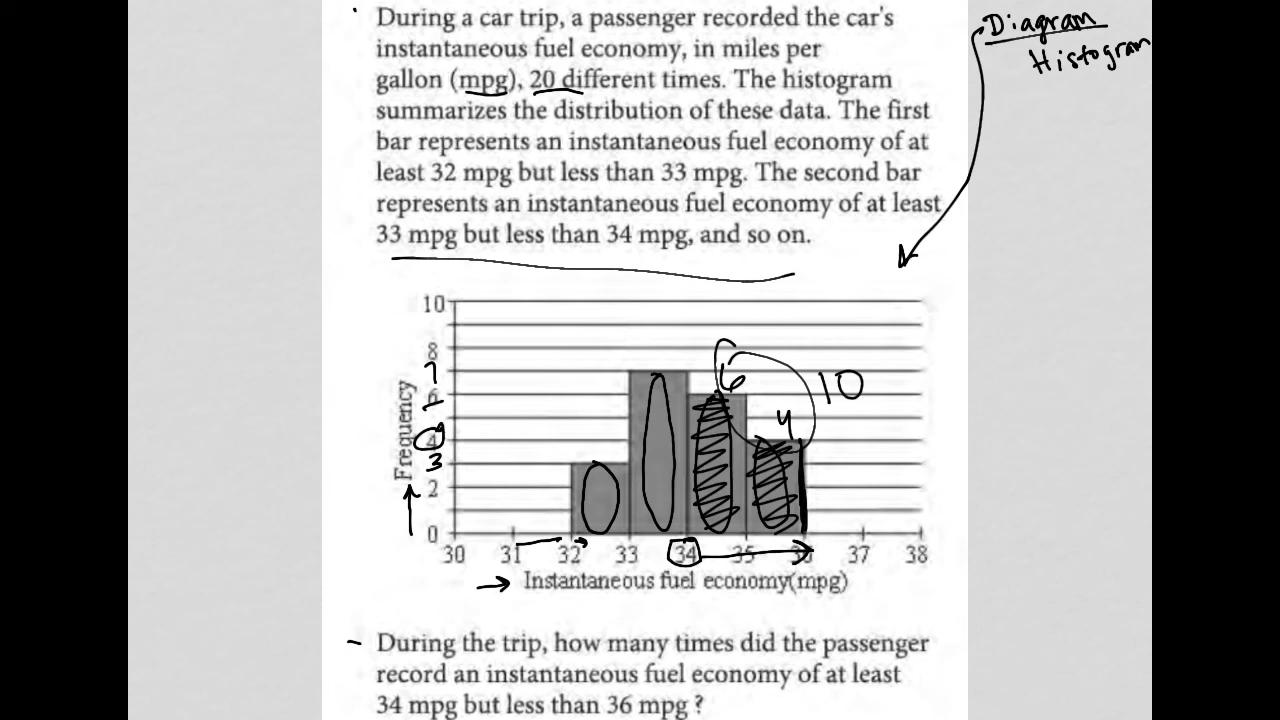 During a car trip, a passenger recorded the car's
instantaneous fuel economy, in miles per
gallon (mpg), 20 different times. The histogram
summarizes the distribution of these data. The first
bar represents an instantaneous fuel economy of at
least 32 mpg but less than 33 mpg. The second bar
represents an instantaneous fuel economy of at least
33 mpg but less than 34 mpg, and so on.
Diagram
Histogram
10
8
7
6
4
3
2
0
Frequency
6
4
10
30 31 32 33 34 35 36 37 38
Instantaneous fuel economy(mpg)
During the trip, how many times did the passenger
record an instantaneous fuel economy of at least
34 mpg but less than 36 mpg ?